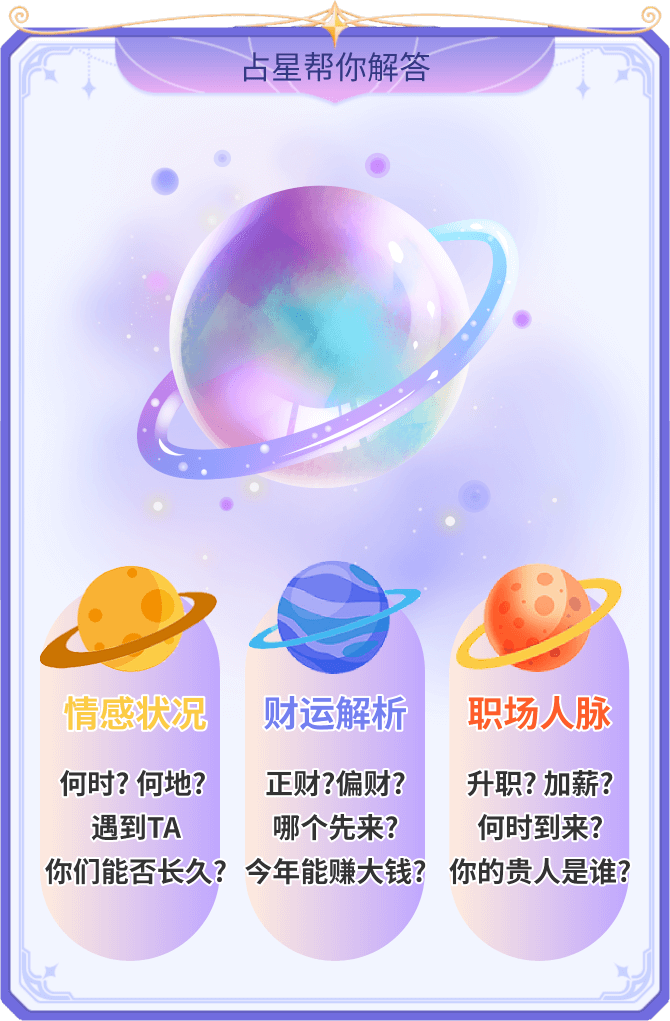 占星帮你解答
情感状况
何时? 何地?
遇到TA
你们能否长久?
财运解析
正财?偏财?
哪个先来?
今年能赚大钱?
职场人脉
升职? 加薪?
何时到来?
你的贵人是谁?